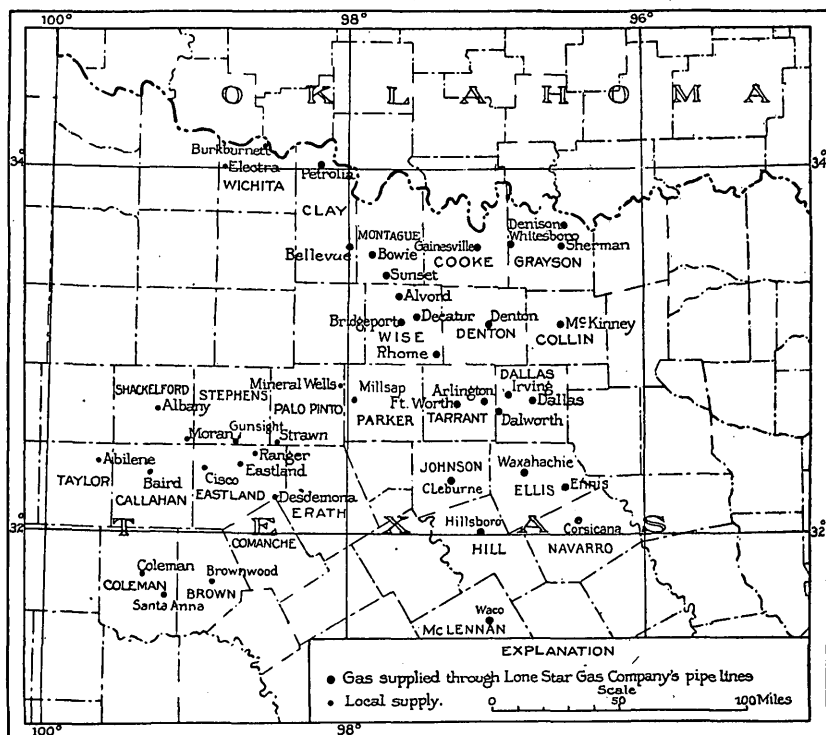 100° 98° 96°
O K L A H O M A
Burkburnett
34° Electra Petrolia 34°
WICHITA
CLAY
Denison
MONTAGUE Gainesville Whitesboro
Bellevue Bowie COOKE GRAYSON Sherman
Sunset
Alvord
Bridgeport Decatur Denton McKinney
WISE DENTON COLLIN
Rhome
DALLAS
SHACKELFORD STEPHENS Mineral Wells Millsap Arlington Irving
Albany PALO PINTO Ft. Worth Dallas
PARKER TARRANT Dalworth
Gunsight
Moran Strawn
Abilene Ranger JOHNSON Waxahachie
Baird Cisco Eastland Cleburne ELLIS Ennis
TAYLOR CALLAHAN EASTLAND Desdemona
ERATH
32° T E X A S 32°
COMANCHE Hillsboro Corsicana
HILL NAVARRO
Coleman Brownwood
COLEMAN BROWN
Santa Anna Waco
McLENNAN
EXPLANATION
Gas supplied through Lone Star Gas Company's pipe lines
Scale
Local supply. 0 50 100 Miles
100° 98°